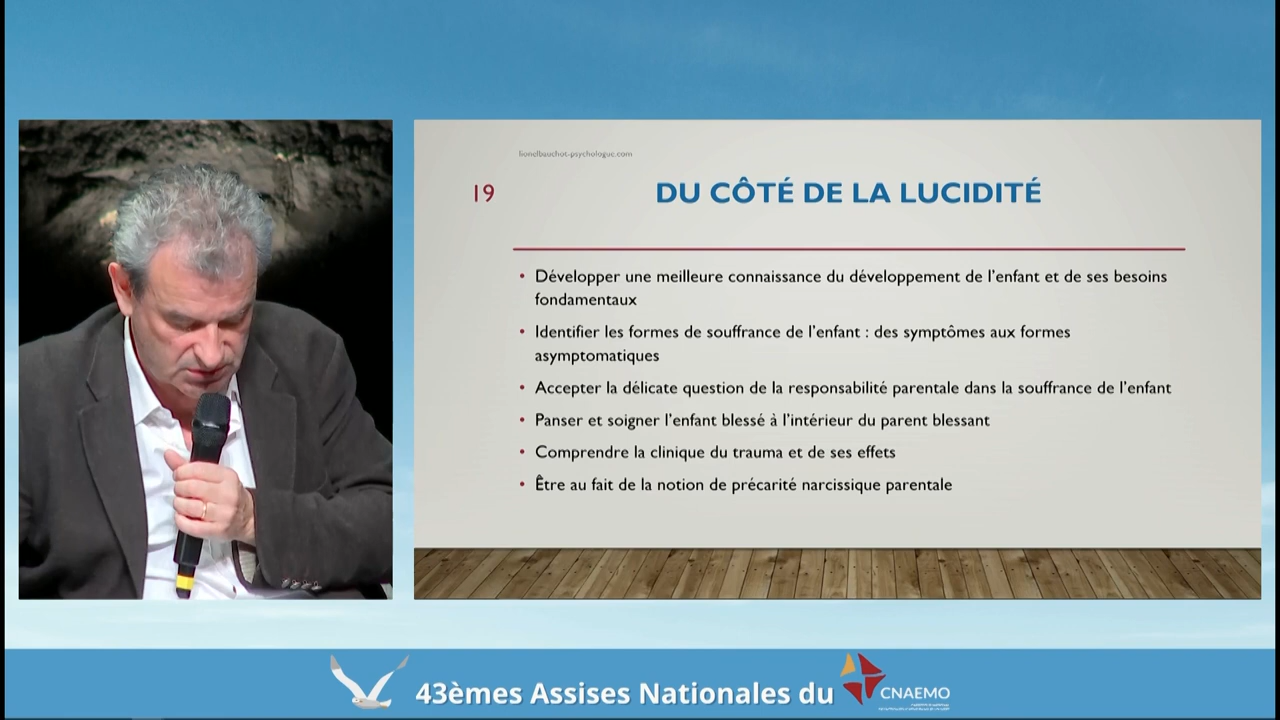 lionelbauchot-psychologue.com
19
DU CÔTÉ DE LA LUCIDITÉ
• Développer une meilleure connaissance du développement de l'enfant et de ses besoins
fondamentaux
• Identifier les formes de souffrance de l'enfant : des symptômes aux formes
asymptomatiques
• Accepter la délicate question de la responsabilité parentale dans la souffrance de l'enfant
• Panser et soigner l'enfant blessé à l'intérieur du parent blessant
• Comprendre la clinique du trauma et de ses effets
• Être au fait de la notion de précarité narcissique parentale
43èmes Assises Nationales du
CNAEMO